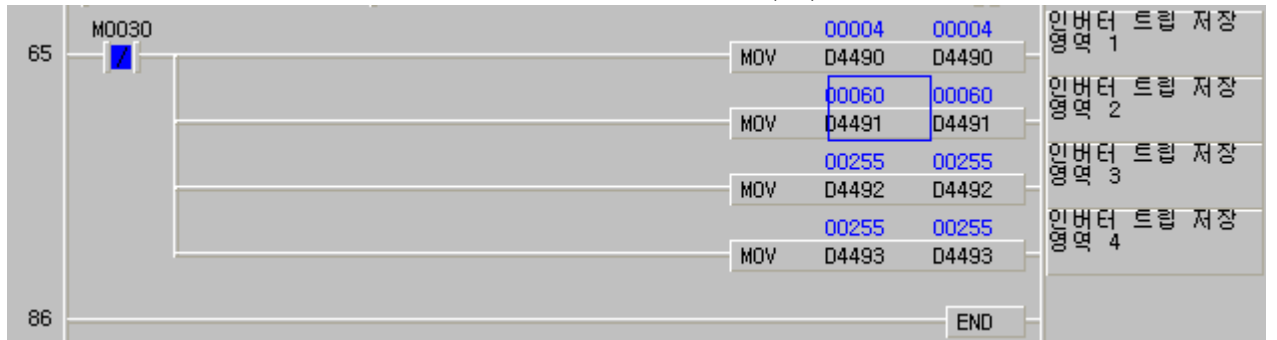 M0030
00004 00004
인버터 트립 저장
영역 1
65
MOV D4490 D4490
00060 00060
인버터 트립 저장
영역 2
MOV D4491 D4491
00255 00255
인버터 트립 저장
영역 3
MOV D4492 D4492
00255 00255
인버터 트립 저장
영역 4
MOV D4493 D4493
86
END